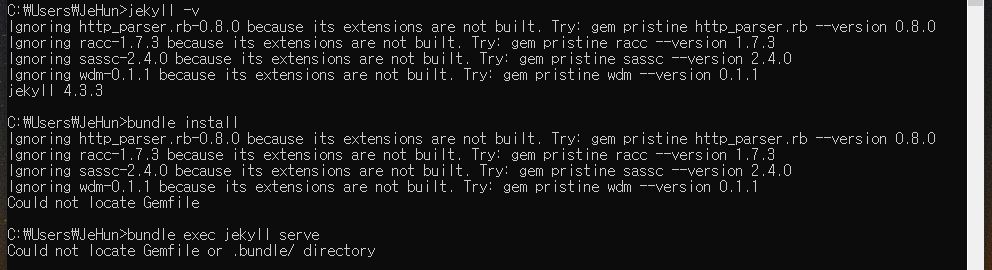 C:₩Users₩JeHun>jekyll -v
Ignoring http_parser.rb-0.8.0 because its extensions are not built. Try: gem pristine http_parser.rb --version 0.8.0
Ignoring racc-1.7.3 because its extensions are not built. Try: gem pristine racc --version 1.7.3
Ignoring sassc-2.4.0 because its extensions are not built. Try: gem pristine sassc --version 2.4.0
Ignoring wdm-0.1.1 because its extensions are not built. Try: gem pristine wdm --version 0.1.1
jekyll 4.3.3
C:₩Users₩JeHun>bundle install
Ignoring http_parser.rb-0.8.0 because its extensions are not built. Try: gem pristine http_parser.rb --version 0.8.0
Ignoring racc-1.7.3 because its extensions are not built. Try: gem pristine racc --version 1.7.3
Ignoring sassc-2.4.0 because its extensions are not built. Try: gem pristine sassc --version 2.4.0
Ignoring wdm-0.1.1 because its extensions are not built. Try: gem pristine wdm --version 0.1.1
Could not locate Gemfile
C:₩Users₩JeHun>bundle exec jekyll serve
Could not locate Gemfile or .bundle/ directory